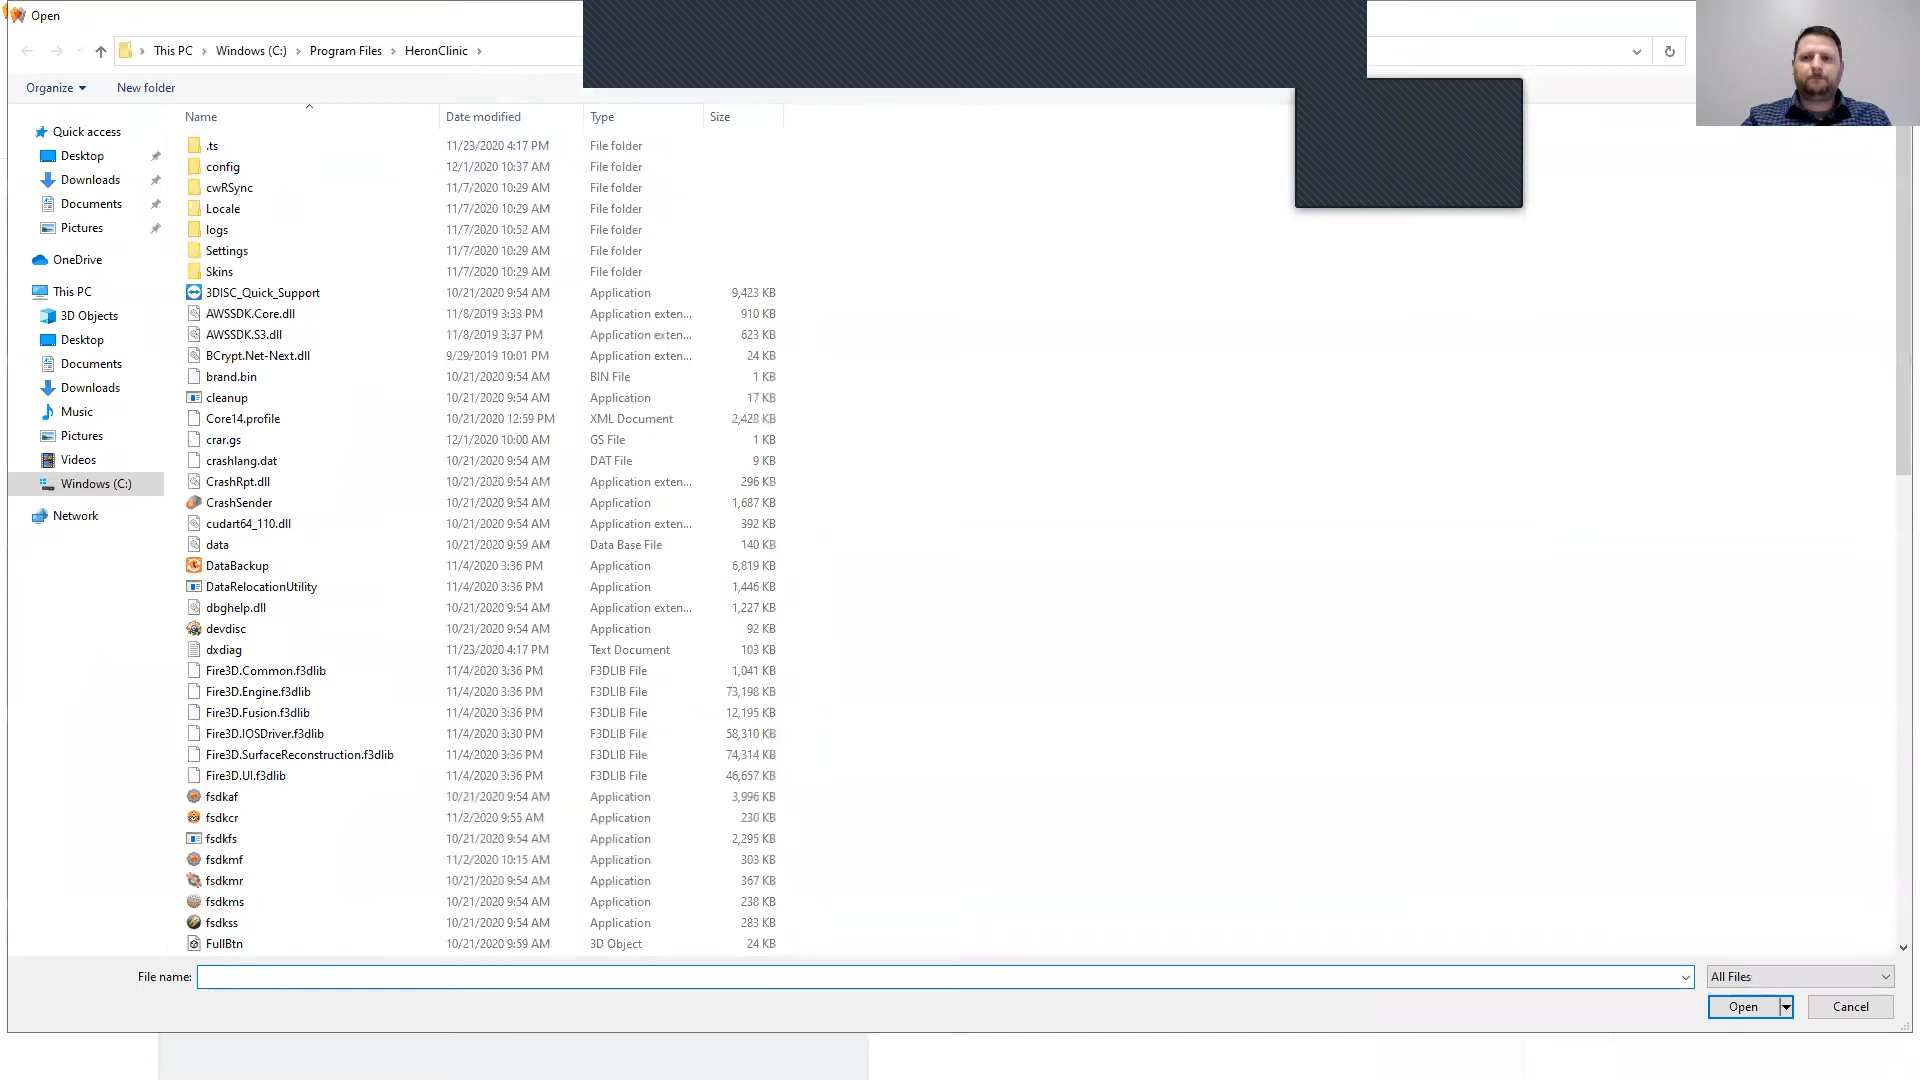 Open
This PC > Windows (C:) > Program Files > HeronClinic >
Organize
New folder
Name Date modified Type Size
Quick access
Desktop
Downloads
Documents
Pictures
OneDrive
This PC
3D Objects
Desktop
Documents
Downloads
Music
Pictures
Videos
Windows (C:)
Network
.ts 11/23/2020 4:17 PM File folder
config 12/1/2020 10:37 AM File folder
cwRSync 11/7/2020 10:29 AM File folder
Locale 11/7/2020 10:29 AM File folder
logs 11/7/2020 10:52 AM File folder
Settings 11/7/2020 10:29 AM File folder
Skins 11/7/2020 10:29 AM File folder
3DISC_Quick_Support 10/21/2020 9:54 AM Application 9,423 KB
AWSSDK.Core.dll 11/8/2019 3:33 PM Application exten... 910 KB
AWSSDK.S3.dll 11/8/2019 3:37 PM Application exten... 623 KB
BCrypt.Net-Next.dll 9/29/2019 10:01 PM Application exten... 24 KB
brand.bin 10/21/2020 9:54 AM BIN File 1 KB
cleanup 10/21/2020 9:54 AM Application 17 KB
Core14.profile 10/21/2020 12:59 PM XML Document 2,428 KB
crar.gs 12/1/2020 10:00 AM GS File 1 KB
crashlang.dat 10/21/2020 9:54 AM DAT File 9 KB
CrashRpt.dll 10/21/2020 9:54 AM Application exten... 296 KB
CrashSender 10/21/2020 9:54 AM Application 1,687 KB
cudart64_110.dll 10/21/2020 9:54 AM Application exten... 392 KB
data 10/21/2020 9:59 AM Data Base File 140 KB
DataBackup 11/4/2020 3:36 PM Application 6,819 KB
DataRelocationUtility 11/4/2020 3:36 PM Application 1,446 KB
dbghelp.dll 10/21/2020 9:54 AM Application exten... 1,227 KB
devdisc 10/21/2020 9:54 AM Application 92 KB
dxdiag 11/23/2020 4:17 PM Text Document 103 KB
Fire3D.Common.f3dlib 11/4/2020 3:36 PM F3DLIB File 1,041 KB
Fire3D.Engine.f3dlib 11/4/2020 3:36 PM F3DLIB File 73,198 KB
Fire3D.Fusion.f3dlib 11/4/2020 3:36 PM F3DLIB File 12,195 KB
Fire3D.IOSDriver.f3dlib 11/4/2020 3:30 PM F3DLIB File 58,310 KB
Fire3D.SurfaceReconstruction.f3dlib 11/4/2020 3:36 PM F3DLIB File 74,314 KB
Fire3D.UI.f3dlib 11/4/2020 3:36 PM F3DLIB File 46,657 KB
fsdkaf 10/21/2020 9:54 AM Application 3,996 KB
fsdkcr 11/2/2020 9:55 AM Application 230 KB
fsdkfs 10/21/2020 9:54 AM Application 2,295 KB
fsdkmf 11/2/2020 10:15 AM Application 303 KB
fsdkmr 10/21/2020 9:54 AM Application 367 KB
fsdkms 10/21/2020 9:54 AM Application 238 KB
fsdkss 10/21/2020 9:54 AM Application 283 KB
FullBtn 10/21/2020 9:59 AM 3D Object 24 KB
File name:
All Files
Open
Cancel